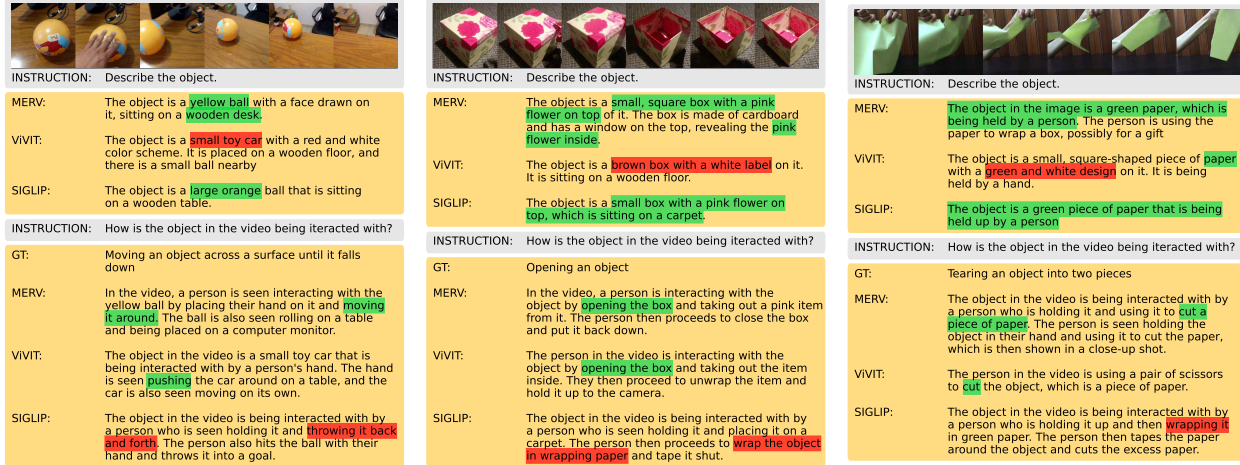 INSTRUCTION: Describe the object.
MERV: The object is a yellow ball with a face drawn on
it, sitting on a wooden desk.
ViViT: The object is a small toy car with a red and white
color scheme. It is placed on a wooden floor, and
there is a small ball nearby
SIGLIP: The object is a large orange ball that is sitting
on a wooden table.
INSTRUCTION: How is the object in the video being iteracted with?
GT: Moving an object across a surface until it falls
down
MERV: In the video, a person is seen interacting with the
yellow ball by placing their hand on it and moving
it around. The ball is also seen rolling on a table
and being placed on a computer monitor.
ViViT: The object in the video is a small toy car that is
being interacted with by a person's hand. The hand
is seen pushing the car around on a table, and the
car is also seen moving on its own.
SIGLIP: The object in the video is being interacted with by
a person who is seen holding it and throwing it back
and forth. The person also hits the ball with their
hand and throws it into a goal.
INSTRUCTION: Describe the object.
MERV: The object is a small, square box with a pink
flower on top of it. The box is made of cardboard
and has a window on the top, revealing the pink
flower inside.
ViVIT: The object is a brown box with a white label on it.
It is sitting on a wooden floor.
SIGLIP: The object is a small box with a pink flower on
top, which is sitting on a carpet.
INSTRUCTION: How is the object in the video being iteracted with?
GT: Opening an object
MERV: In the video, a person is interacting with the
object by opening the box and taking out a pink item
from it. The person then proceeds to close the box
and put it back down.
ViVIT: The person in the video is interacting with the
object by opening the box and taking out the item
inside. They then proceed to unwrap the item and
hold it up to the camera.
SIGLIP: The object in the video is being interacted with by
a person who is seen holding it and placing it on a
carpet. The person then proceeds to wrap the object
in wrapping paper and tape it shut.
INSTRUCTION: Describe the object.
MERV: The object in the image is a green paper, which is
being held by a person. The person is using the
paper to wrap a box, possibly for a gift
ViVIT: The object is a small, square-shaped piece of paper
with a green and white design on it. It is being
held by a hand.
SIGLIP: The object is a green piece of paper that is being
held up by a person
INSTRUCTION: How is the object in the video being iteracted with?
GT: Tearing an object into two pieces
MERV: The object in the video is being interacted with by
a person who is holding it and using it to cut a
piece of paper. The person is seen holding the
object in their hand and using it to cut the paper,
which is then shown in a close-up shot.
ViVIT: The person in the video is using a pair of scissors
to cut the object, which is a piece of paper.
SIGLIP: The object in the video is being interacted with by
a person who is holding it up and then wrapping it
in green paper. The person then tapes the paper
around the object and cuts the excess paper.